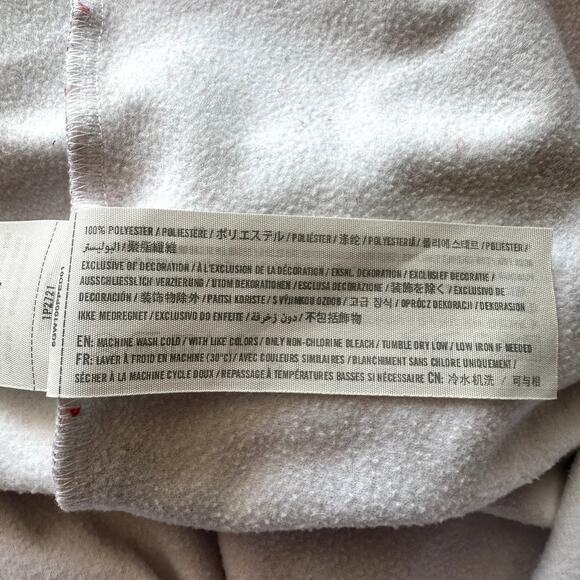 100% POLYESTER / POLIESTÈRE / ポリエステル / POLIÉSTER / 涤纶 / POLYESTERIÄ / 폴리에스테르 / POLIESTER /
البوليستر / 聚脂纖維
EXCLUSIVE OF DECORATION / À L'EXCLUSION DE LA DÉCORATION / EKSKL. DEKORATION / EXCLUSIEF DECORATIE /
AUSSCHLIESSLICH VERZIERUNG / UTOM DEKORATIONEN / ESCLUSA DECORAZIONE / 装飾を除く / EXCLUSIVO DE
DECORACIÓN / 装饰物除外 / PAITSI KORISTE / S VÝJIMKOU OZDOB / 고급 장식 / OPRÓCZ DEKORACJI / DEKORASJON
IKKE MEDREGNET / EXCLUSIVO DO ENFEITE / دون زخرفة / 不包括飾物
EN: MACHINE WASH COLD / WITH LIKE COLORS / ONLY NON-CHLORINE BLEACH / TUMBLE DRY LOW / LOW IRON IF NEEDED
FR: LAVER À FROID EN MACHINE (30°C) / AVEC COULEURS SIMILAIRES / BLANCHIMENT SANS CHLORE UNIQUEMENT /
SÉCHER À LA MACHINE CYCLE DOUX / REPASSAGE À TEMPÉRATURES BASSES SI NÉCESSAIRE CN: 冷水机洗 / 可与相
1P2721